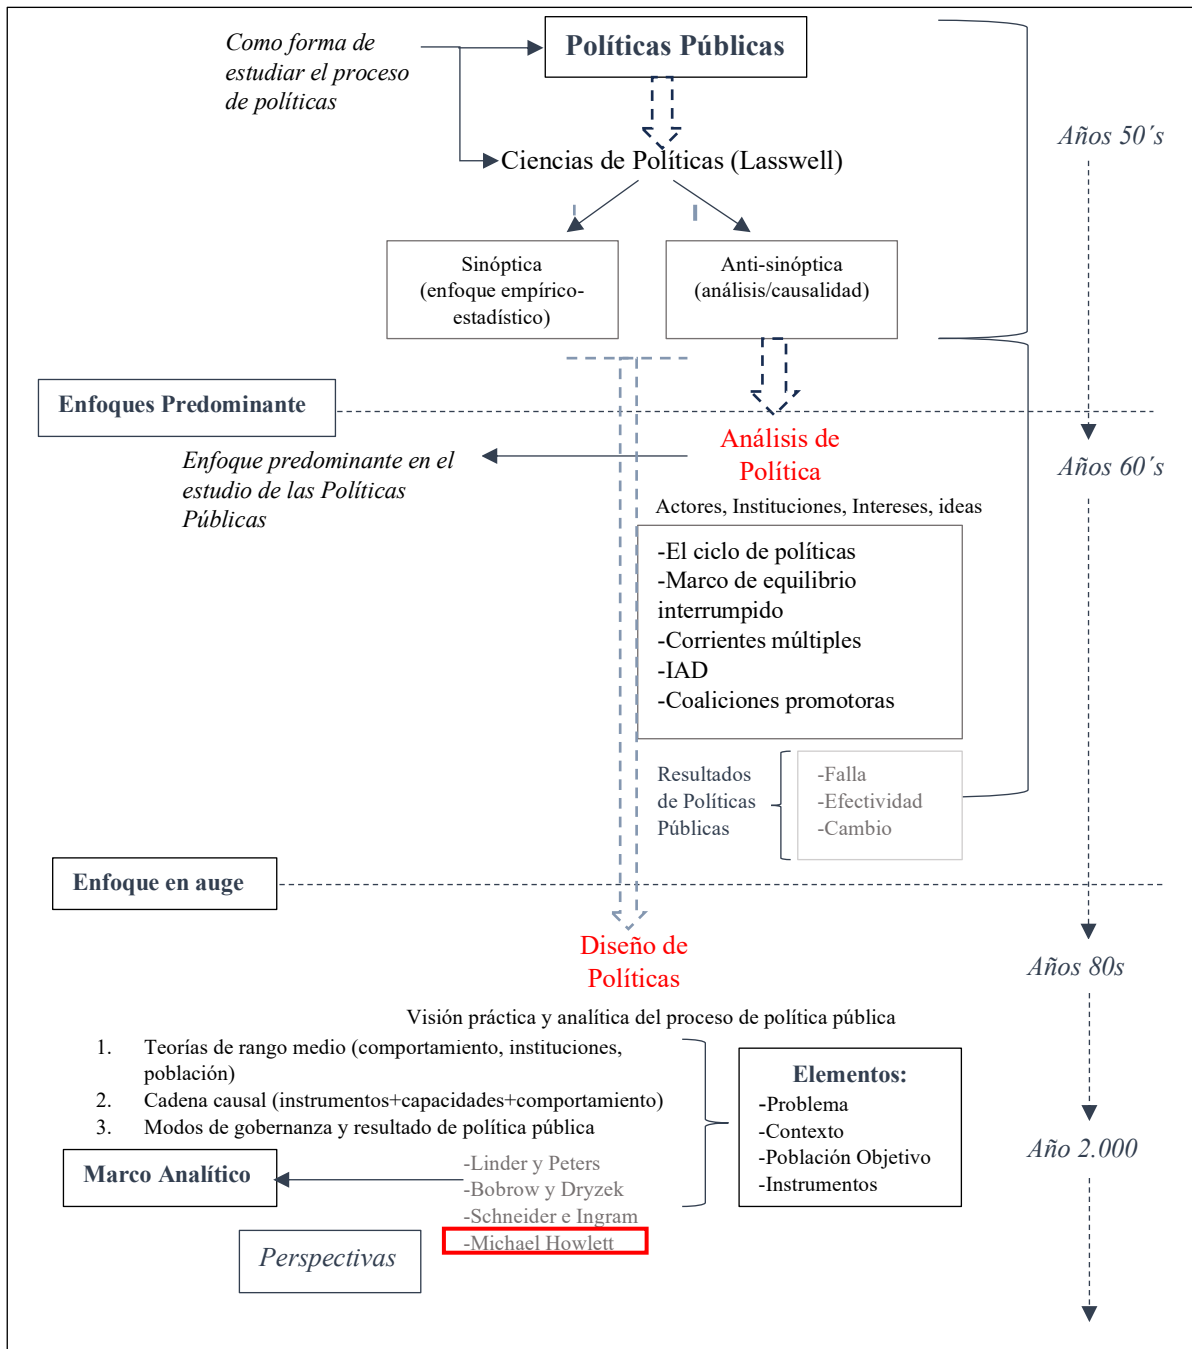 Como forma de
estudiar el proceso
de políticas
Políticas Públicas
Años 50´s
Ciencias de Políticas (Lasswell)
Sinóptica
(enfoque empírico-
estadístico)
Anti-sinóptica
(análisis/causalidad)
Enfoques Predominante
Análisis de
Política
Años 60´s
Enfoque predominante en el
estudio de las Políticas
Públicas
Actores, Instituciones, Intereses, ideas
-El ciclo de políticas
-Marco de equilibrio
interrumpido
-Corrientes múltiples
-IAD
-Coaliciones promotoras
Resultados
de Políticas
Públicas
-Falla
-Efectividad
-Cambio
Enfoque en auge
Diseño de
Políticas
Años 80s
Visión práctica y analítica del proceso de política pública
1. Teorías de rango medio (comportamiento, instituciones,
población)
2. Cadena causal (instrumentos+capacidades+comportamiento)
3. Modos de gobernanza y resultado de política pública
Elementos:
-Problema
-Contexto
-Población Objetivo
-Instrumentos
Año 2.000
Marco Analítico
-Linder y Peters
-Bobrow y Dryzek
-Schneider e Ingram
-Michael Howlett
Perspectivas